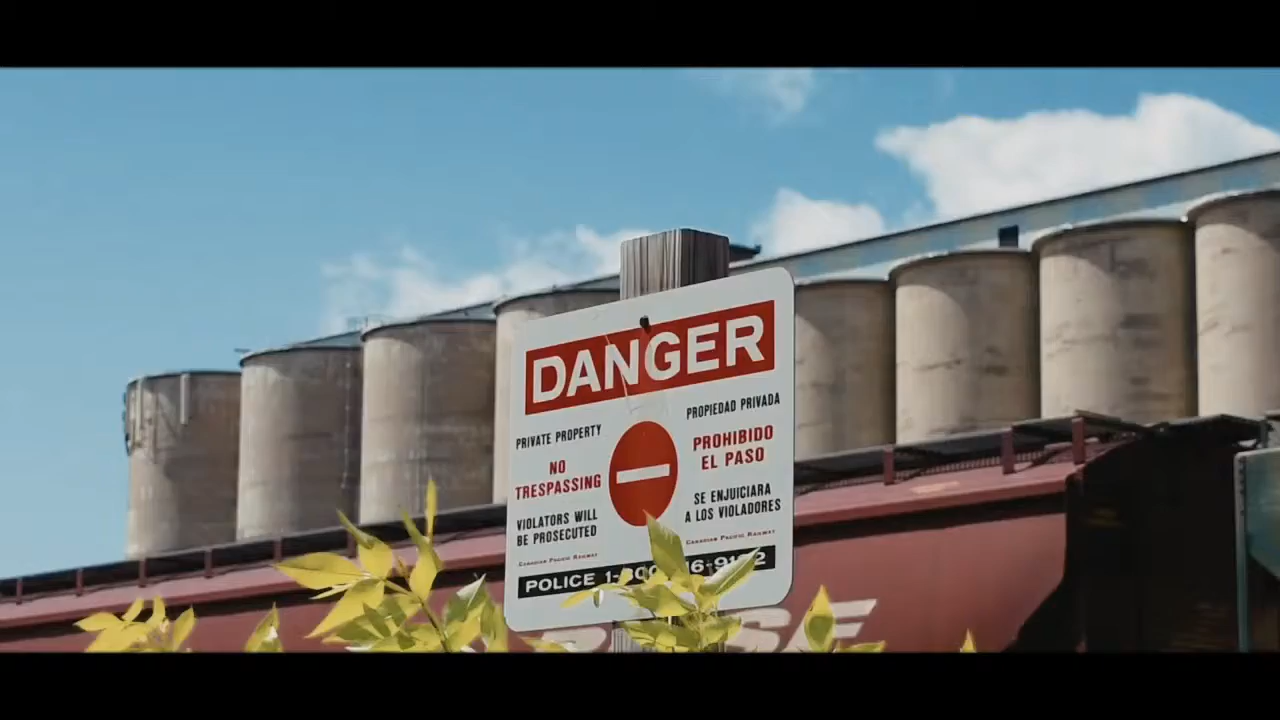 DANGER
PRIVATE PROPERTY
NO
TRESPASSING
VIOLATORS WILL
BE PROSECUTED
CANADIAN PACIFIC RAILWAY
PROPIEDAD PRIVADA
PROHIBIDO
EL PASO
SE ENJUICIARA
A LOS VIOLADORES
CANADIAN PACIFIC RAILWAY
POLICE